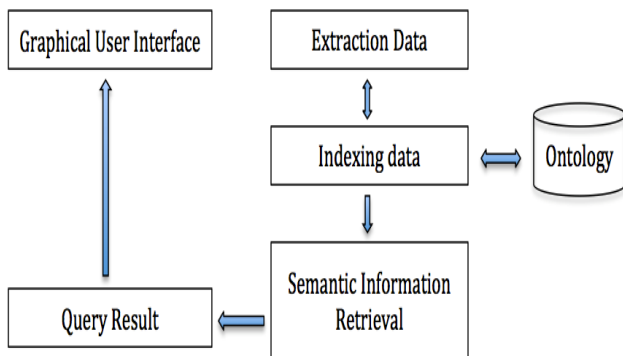 Graphical User Interface
Extraction Data
Indexing data
Ontology
Semantic Information
Retrieval
Query Result